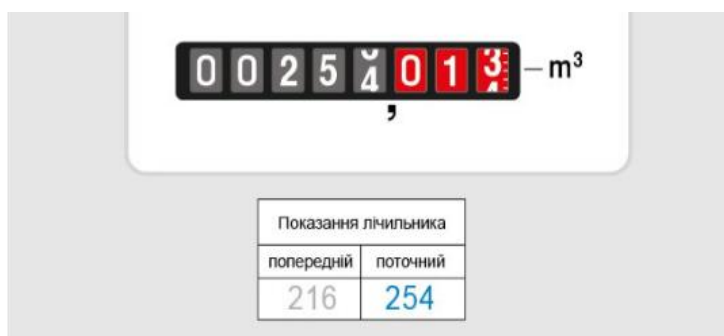 0 0 2 5 4 0 1 3 – m³
,
Показання лічильника
попередній поточний
216 254